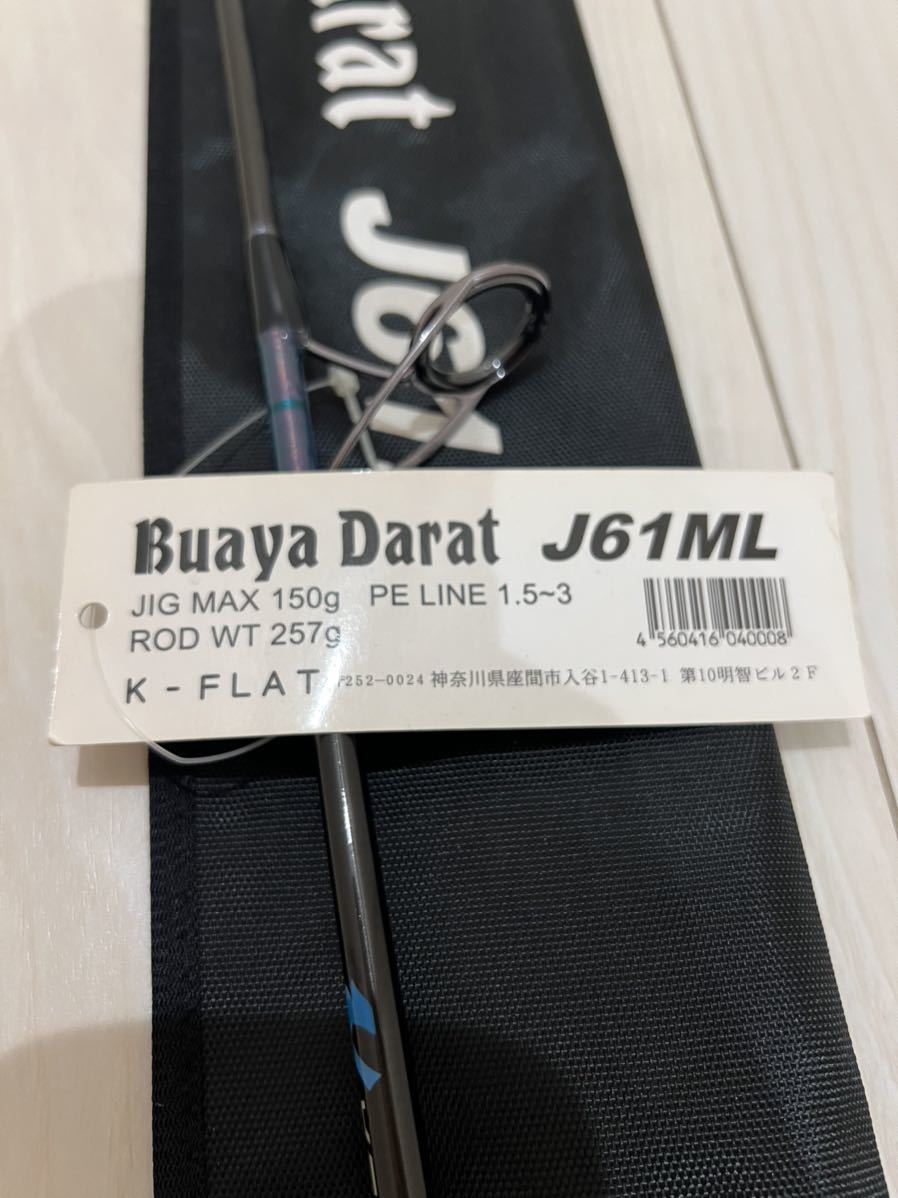 rat J61
Buaya Darat J61ML
JIG MAX 150g PE LINE 1.5~3
ROD WT 257g
4 560416 040008
K-FLAT 〒252-0024 神奈川県座間市入谷1-413-1 第10明智ビル2F